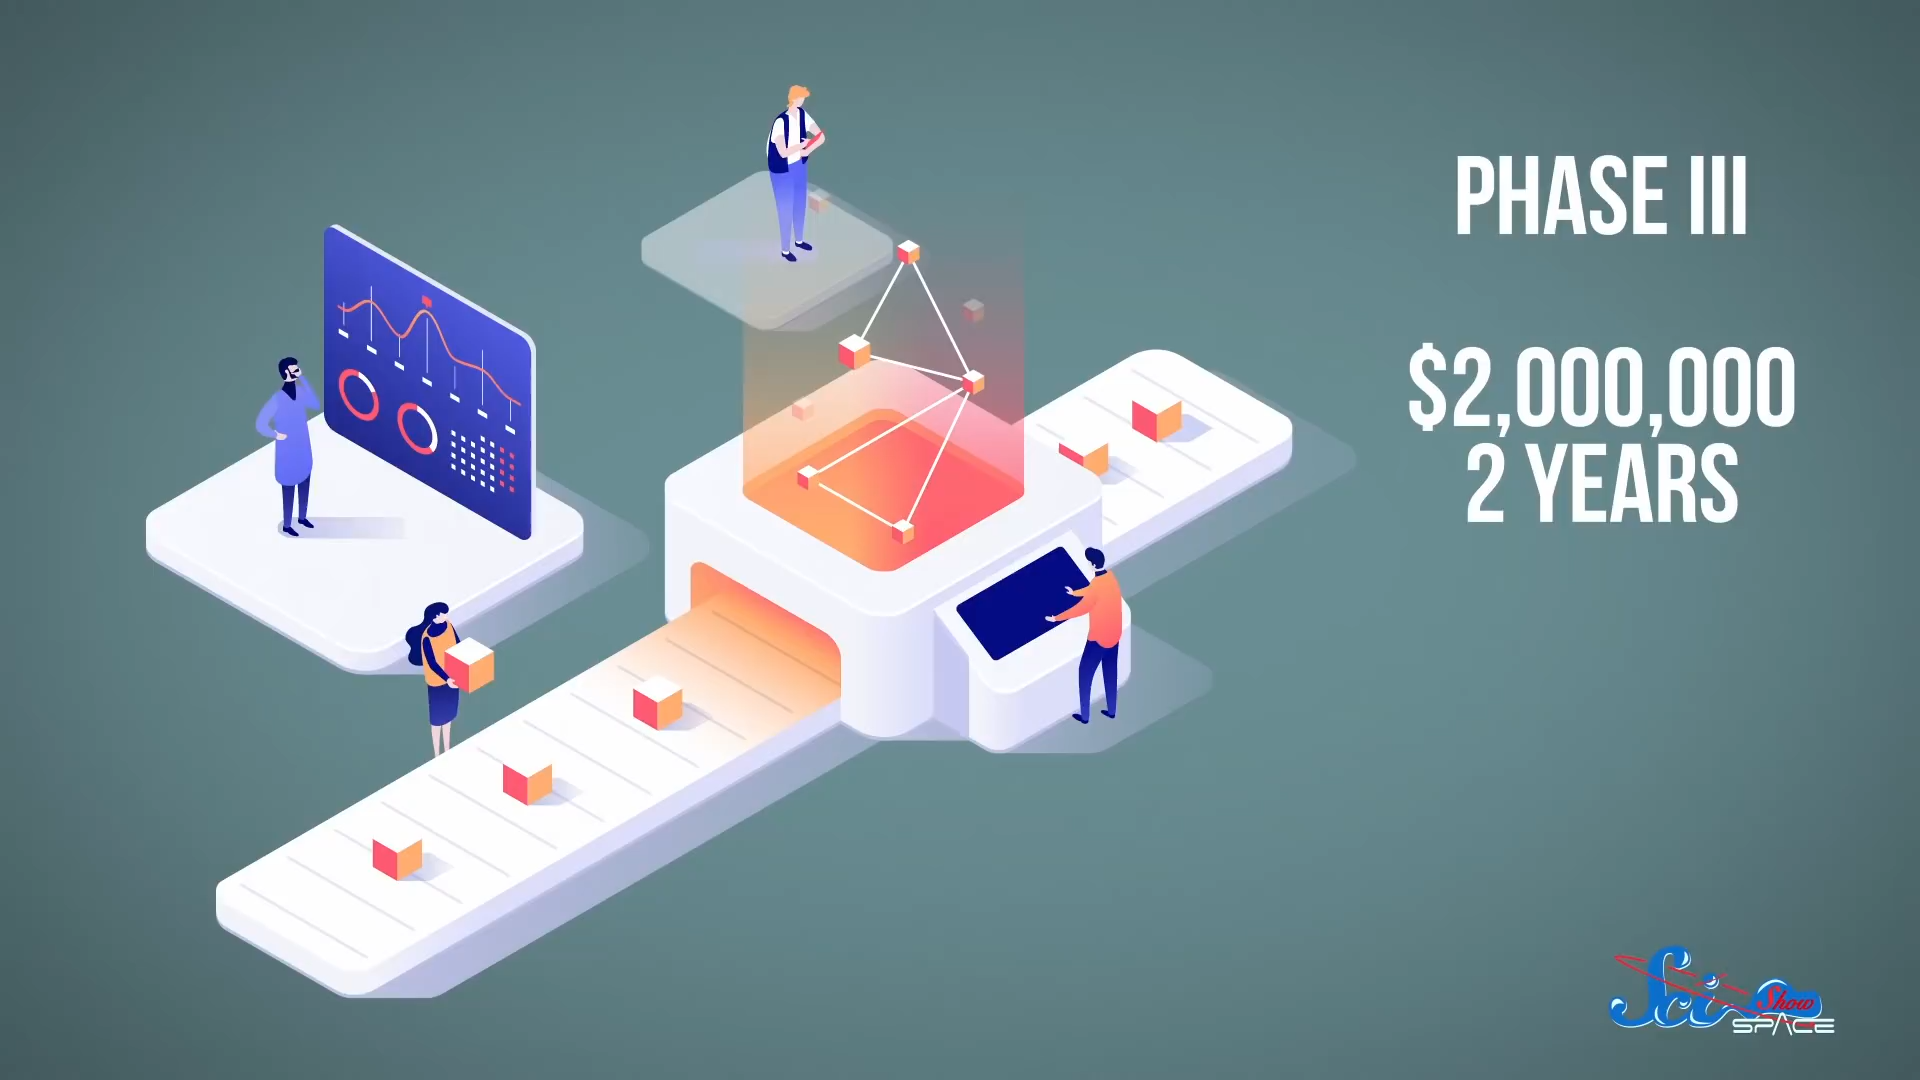 PHASE III
$2,000,000
2 YEARS
SciShow
SPACE